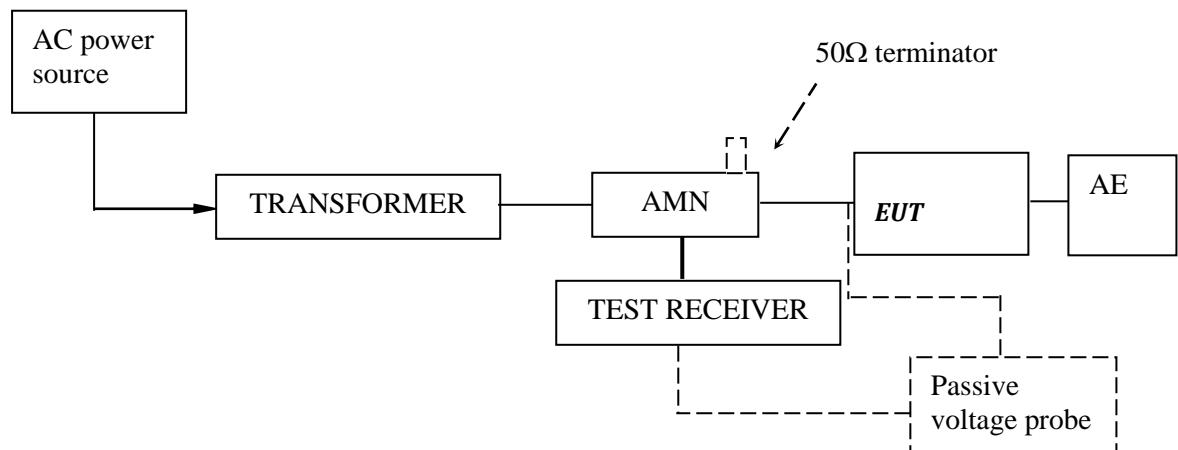 AC power
source
50Ω terminator
TRANSFORMER
AMN
EUT
AE
TEST RECEIVER
Passive
voltage probe